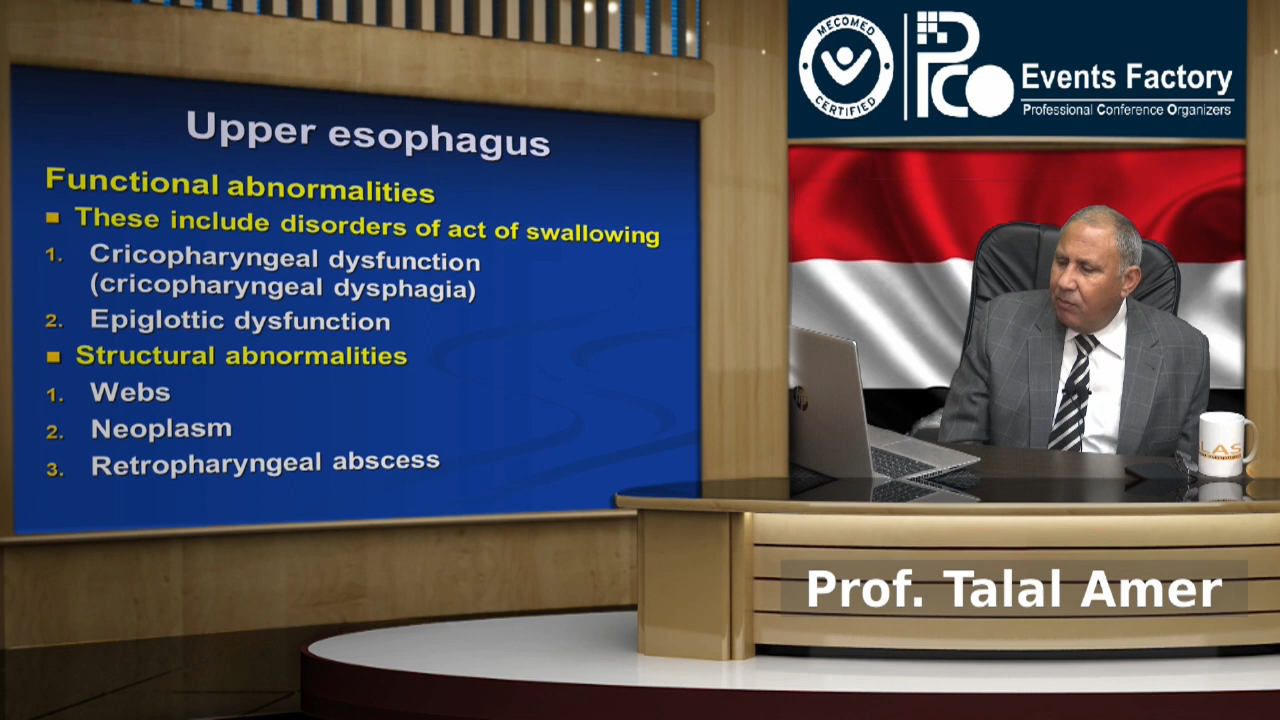 Upper esophagus
Functional abnormalities
These include disorders of act of swallowing
1. Cricopharyngeal dysfunction
(cricopharyngeal dysphagia)
2. Epiglottic dysfunction
Structural abnormalities
1. Webs
2. Neoplasm
3. Retropharyngeal abscess
MECOMED
CERTIFIED
PCO
Events Factory
Professional Conference Organizers
hp
LAS
Prof. Talal Amer